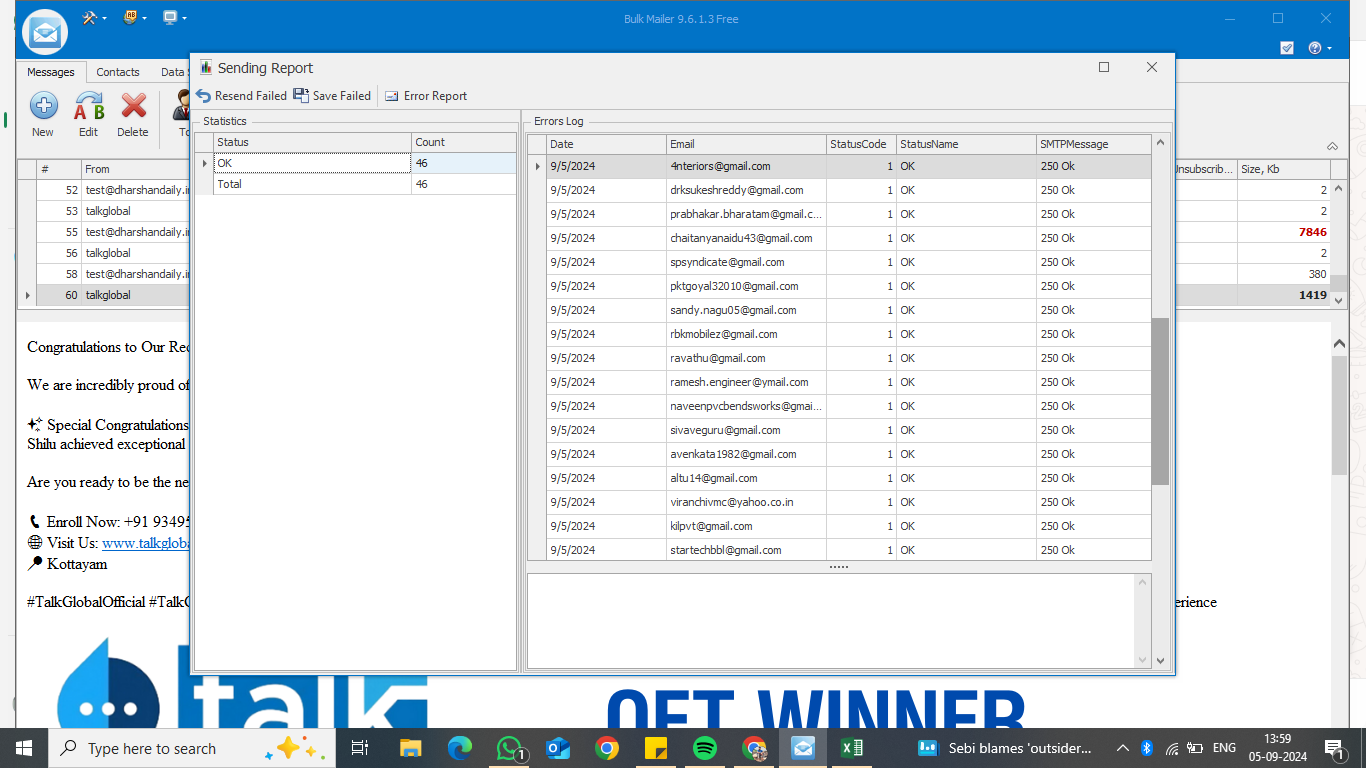 Bulk Mailer 9.6.1.3 Free
Messages Contacts Data
New Edit Delete
Sending Report
Resend Failed Save Failed Error Report
Statistics
Status Count
OK 46
Total 46
Errors Log
Date Email StatusCode StatusName SMTPMessage
9/5/2024 4nteriors@gmail.com 1 OK 250 Ok
9/5/2024 drksukeshreddy@gmail.com 1 OK 250 Ok
9/5/2024 prabhakar.bharatam@gmail.c... 1 OK 250 Ok
9/5/2024 chaitanyanaidu43@gmail.com 1 OK 250 Ok
9/5/2024 spsyndicate@gmail.com 1 OK 250 Ok
9/5/2024 pktgoyal32010@gmail.com 1 OK 250 Ok
9/5/2024 sandy.nagu05@gmail.com 1 OK 250 Ok
9/5/2024 rbkmobilez@gmail.com 1 OK 250 Ok
9/5/2024 ravathu@gmail.com 1 OK 250 Ok
9/5/2024 ramesh.engineer@ymail.com 1 OK 250 Ok
9/5/2024 naveenpvcbendsworks@gmai... 1 OK 250 Ok
9/5/2024 sivaveguru@gmail.com 1 OK 250 Ok
9/5/2024 avenkata1982@gmail.com 1 OK 250 Ok
9/5/2024 altu14@gmail.com 1 OK 250 Ok
9/5/2024 viranchivmc@yahoo.co.in 1 OK 250 Ok
9/5/2024 kilpvt@gmail.com 1 OK 250 Ok
9/5/2024 startechbbl@gmail.com 1 OK 250 Ok
# From
52 test@dharshandaily.i
53 talkglobal
55 test@dharshandaily.i
56 talkglobal
58 test@dharshandaily.i
60 talkglobal
Unsubscrib... Size, Kb
2
2
7846
2
380
1419
Congratulations to Our Rec
We are incredibly proud of
Special Congratulations
Shilu achieved exceptional
Are you ready to be the ne
Enroll Now: +91 9349
Visit Us: www.talkgloba
Kottayam
#TalkGlobalOfficial #Talk erience
talk OET WINNER
Type here to search
1
Sebi blames 'outsider...
ENG
13:59
05-09-2024
1